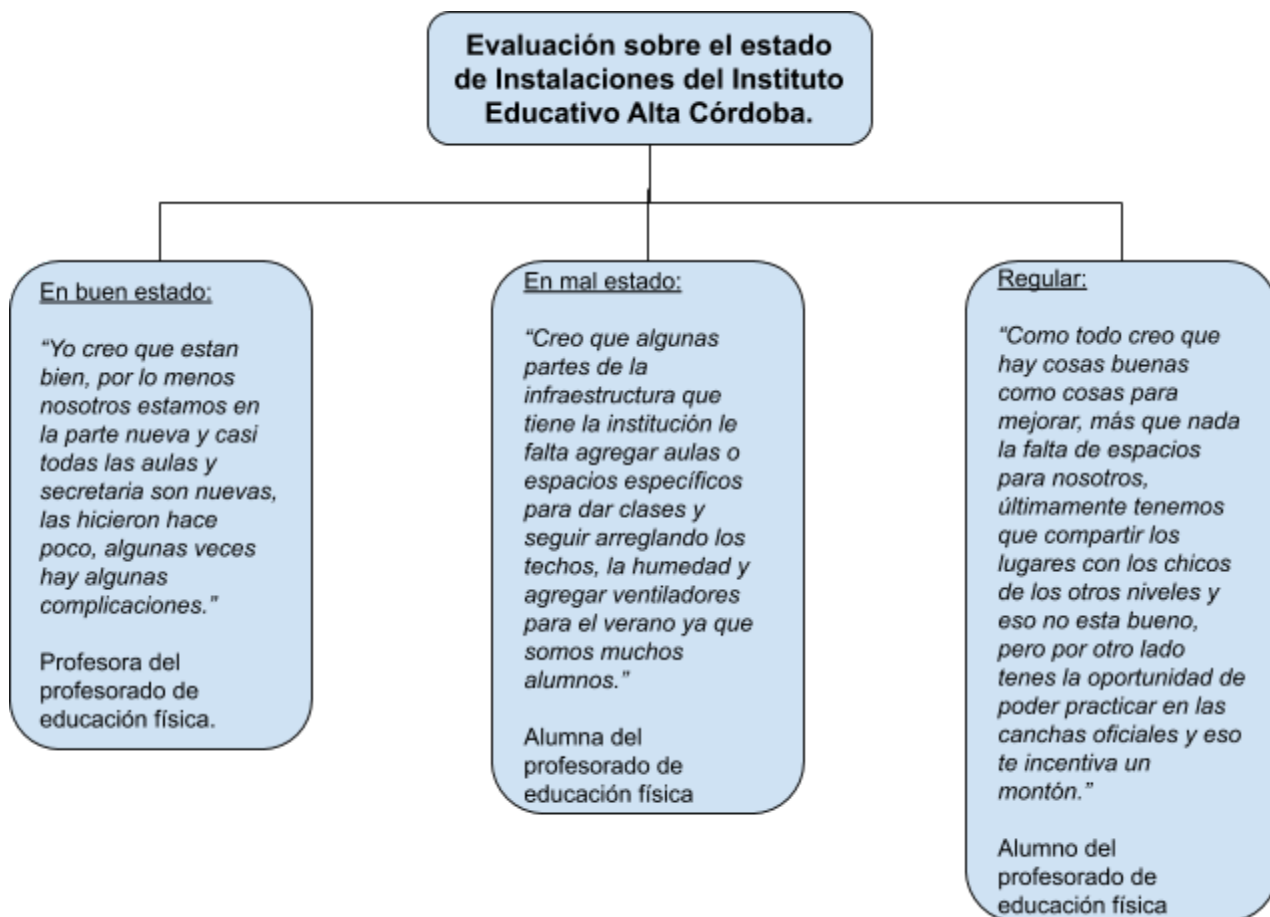 Evaluación sobre el estado
de Instalaciones del Instituto
Educativo Alta Córdoba.
En buen estado:
“Yo creo que estan
bien, por lo menos
nosotros estamos en
la parte nueva y casi
todas las aulas y
secretaria son nuevas,
las hicieron hace
poco, algunas veces
hay algunas
complicaciones.”
Profesora del
profesorado de
educación física.
En mal estado:
“Creo que algunas
partes de la
infraestructura que
tiene la institución le
falta agregar aulas o
espacios específicos
para dar clases y
seguir arreglando los
techos, la humedad y
agregar ventiladores
para el verano ya que
somos muchos
alumnos.”
Alumna del
profesorado de
educación física
Regular:
“Como todo creo que
hay cosas buenas
como cosas para
mejorar, más que nada
la falta de espacios
para nosotros,
últimamente tenemos
que compartir los
lugares con los chicos
de los otros niveles y
eso no esta bueno,
pero por otro lado
tenes la oportunidad de
poder practicar en las
canchas oficiales y eso
te incentiva un
montón.”
Alumno del
profesorado de
educación física